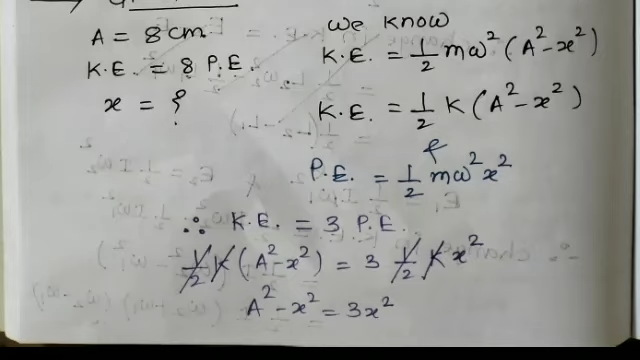 A = 8 cm
K.E. = 8 P.E.
x = ?
we know
K.E. = 1/2 mω² (A² - x²)
K.E. = 1/2 K (A² - x²)
P.E. = 1/2 mω² x²
∴ K.E. = 3 P.E.
1/2 K (A² - x²) = 3 1/2 K x²
A² - x² = 3x²